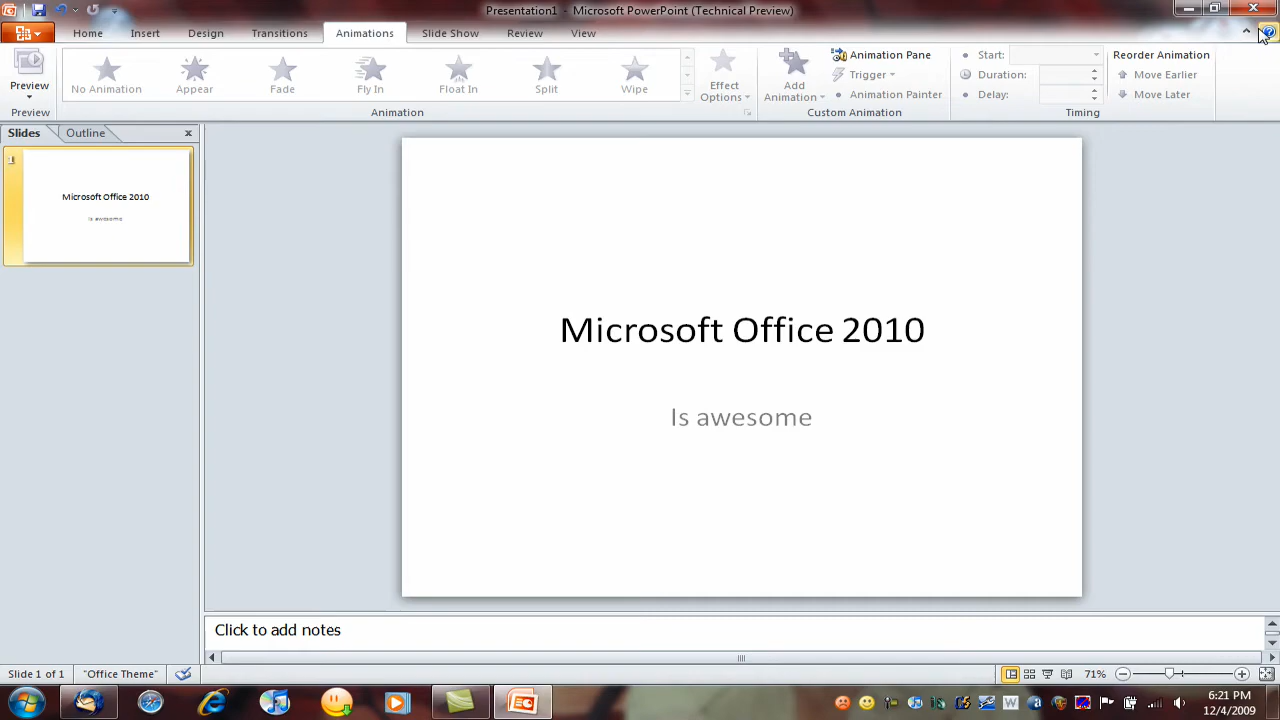 Presentation1 - Microsoft PowerPoint (Technical Preview)
Home Insert Design Transitions Animations Slide Show Review View
Preview
Preview
No Animation Appear Fade Fly In Float In Split Wipe
Animation
Effect Options
Add Animation
Animation Pane
Trigger
Animation Painter
Custom Animation
Start:
Duration:
Delay:
Reorder Animation
Move Earlier
Move Later
Timing
Slides Outline
1
Microsoft Office 2010
Is awesome
Microsoft Office 2010
Is awesome
Click to add notes
Slide 1 of 1 "Office Theme" 71%
6:21 PM
12/4/2009